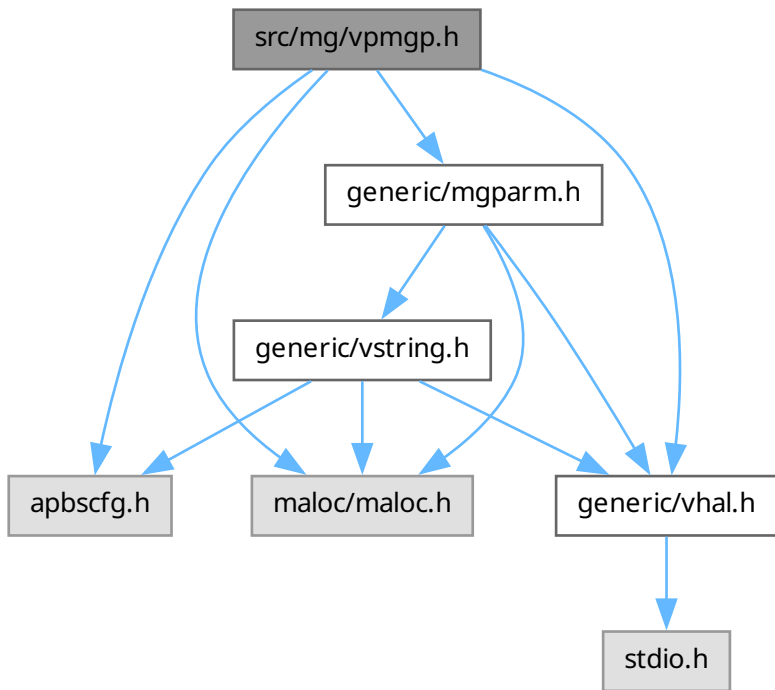 src/mg/vpmgp.h
generic/mgparm.h
generic/vstring.h
apbscfg.h
maloc/maloc.h
generic/vhal.h
stdio.h